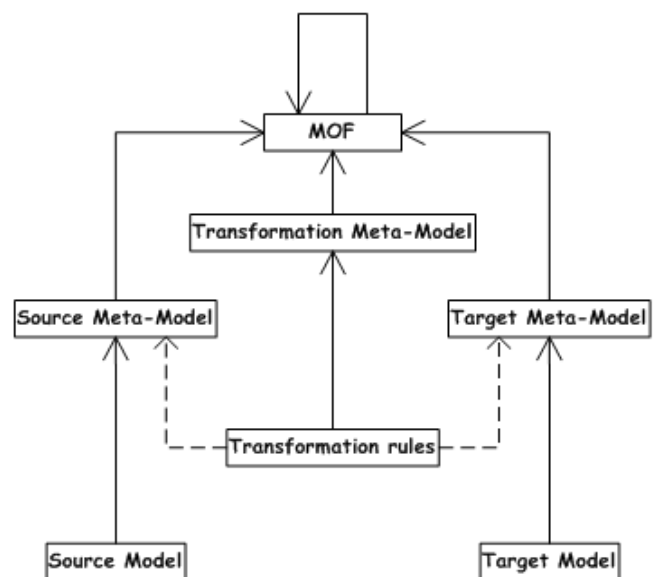 MOF
Transformation Meta-Model
Source Meta-Model
Target Meta-Model
Transformation rules
Source Model
Target Model